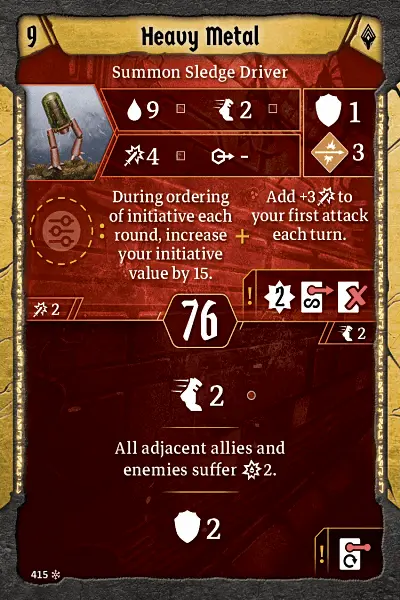 9 Heavy Metal
Summon Sledge Driver
9 2 1
4 - 3
During ordering
of initiative each
round, increase
your initiative
value by 15.
+
Add +3 to
your first attack
each turn.
! 2
2 76 2
2
All adjacent allies and
enemies suffer 2.
2
!
415